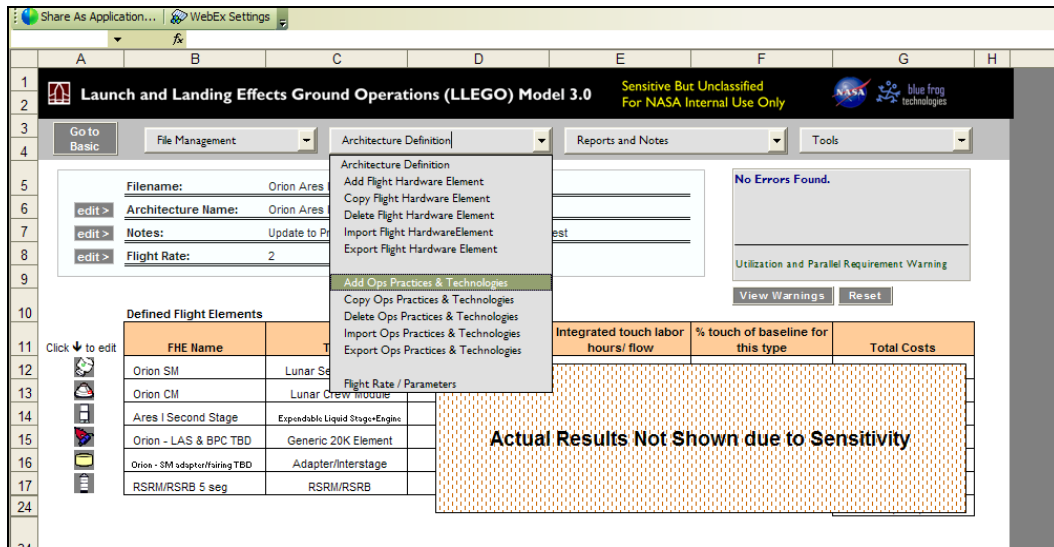 Share As Application... WebEx Settings
fx
A B C D E F G H
1
2
Launch and Landing Effects Ground Operations (LLEGO) Model 3.0
Sensitive But Unclassified
For NASA Internal Use Only
NASA
blue frog
technologies
3
4
Go to
Basic
File Management
Architecture Definition
Reports and Notes
Tools
Architecture Definition
Add Flight Hardware Element
Copy Flight Hardware Element
Delete Flight Hardware Element
Import Flight HardwareElement
Export Flight Hardware Element
Add Ops Practices & Technologies
Copy Ops Practices & Technologies
Delete Ops Practices & Technologies
Import Ops Practices & Technologies
Export Ops Practices & Technologies
Flight Rate / Parameters
5 Filename: Orion Ares
6 edit > Architecture Name: Orion Ares
7 edit > Notes: Update to Pr est
8 edit > Flight Rate: 2
9
No Errors Found.
Utilization and Parallel Requirement Warning
View Warnings Reset
10 Defined Flight Elements
11 Click to edit FHE Name T Integrated touch labor hours/ flow % touch of baseline for this type Total Costs
12 Orion SM Lunar Se
13 Orion CM Lunar Crew Module
14 Ares I Second Stage Expendable Liquid Stage+Engine
15 Orion - LAS & BPC TBD Generic 20K Element
16 Orion - SM adapter/fairing TBD Adapter/Interstage
17 RSRM/RSRB 5 seg RSRM/RSRB
24
Actual Results Not Shown due to Sensitivity